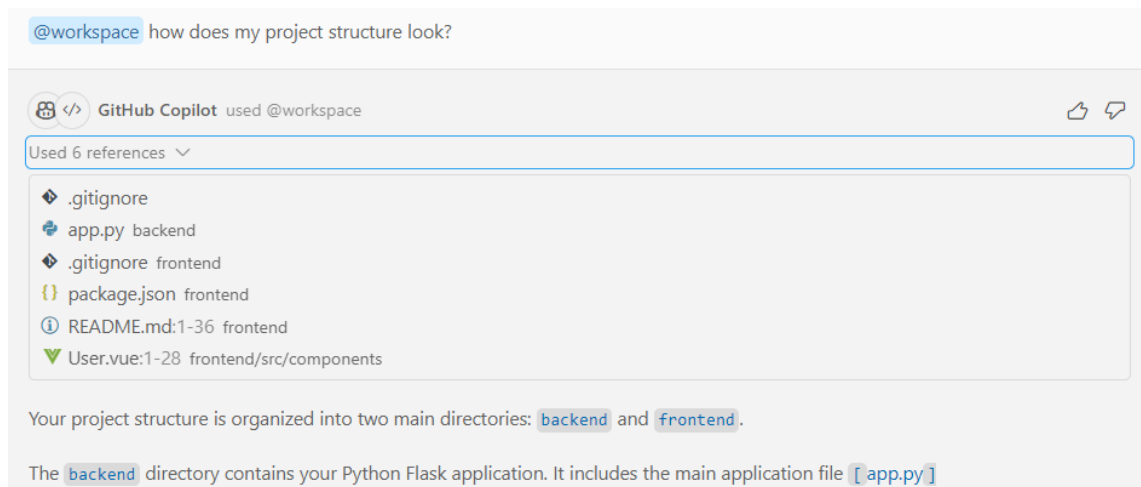 @workspace how does my project structure look?
GitHub Copilot used @workspace
Used 6 references
.gitignore
app.py backend
.gitignore frontend
{} package.json frontend
README.md:1-36 frontend
User.vue:1-28 frontend/src/components
Your project structure is organized into two main directories: backend and frontend.
The backend directory contains your Python Flask application. It includes the main application file [app.py]